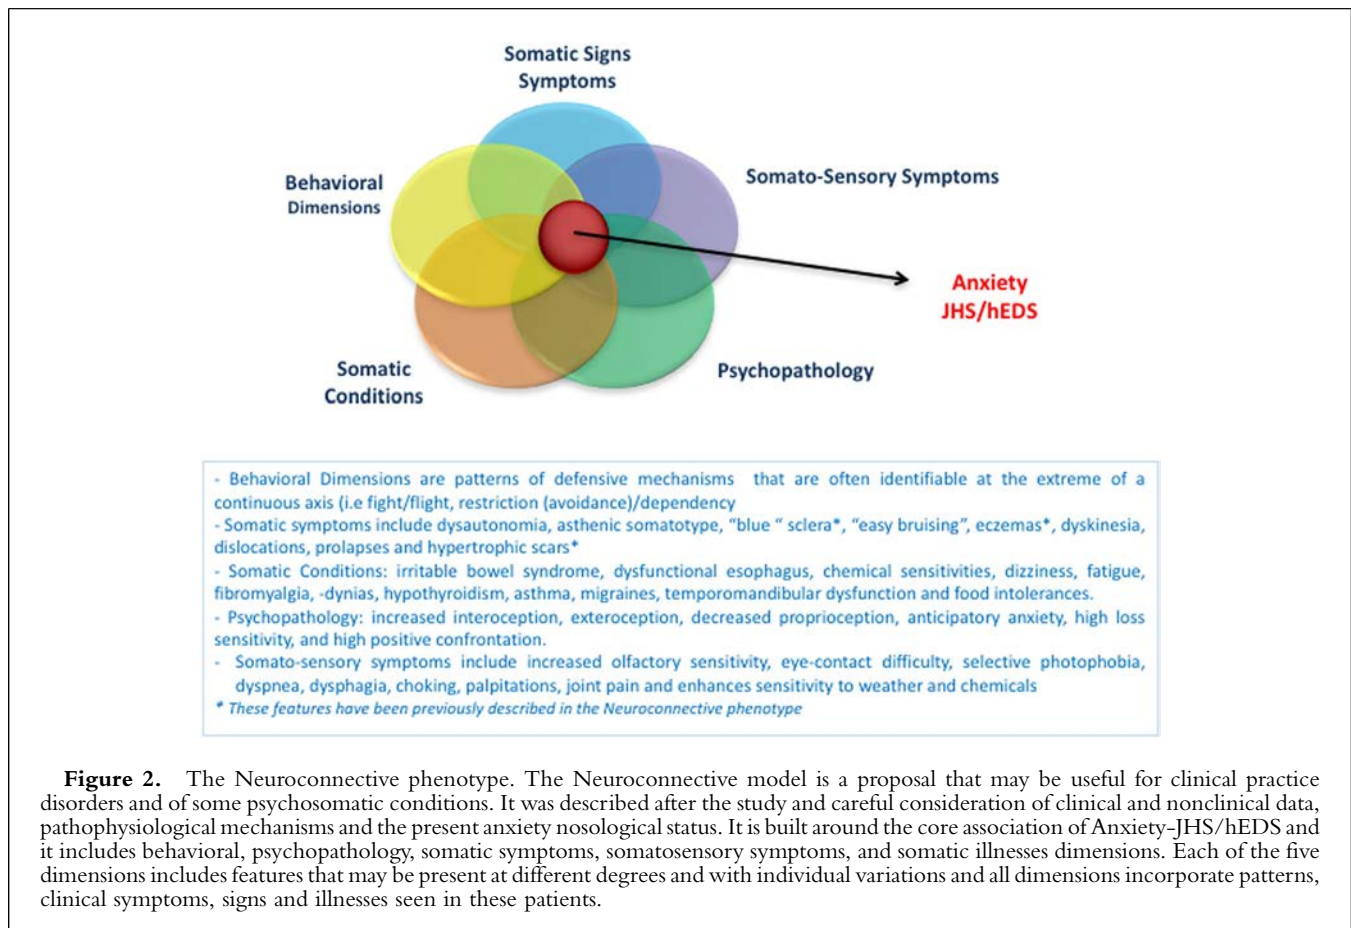 Somatic Signs
Symptoms
Behavioral
Dimensions
Somato-Sensory Symptoms
Anxiety
JHS/hEDS
Somatic
Conditions
Psychopathology
- Behavioral Dimensions are patterns of defensive mechanisms that are often identifiable at the extreme of a
continuous axis (i.e fight/flight, restriction (avoidance)/dependency
- Somatic symptoms include dysautonomia, asthenic somatotype, “blue “ sclera*, “easy bruising”, eczemas*, dyskinesia,
dislocations, prolapses and hypertrophic scars*
- Somatic Conditions: irritable bowel syndrome, dysfunctional esophagus, chemical sensitivities, dizziness, fatigue,
fibromyalgia, -dynias, hypothyroidism, asthma, migraines, temporomandibular dysfunction and food intolerances.
- Psychopathology: increased interoception, exteroception, decreased proprioception, anticipatory anxiety, high loss
sensitivity, and high positive confrontation.
- Somato-sensory symptoms include increased olfactory sensitivity, eye-contact difficulty, selective photophobia,
dyspnea, dysphagia, choking, palpitations, joint pain and enhances sensitivity to weather and chemicals
* These features have been previously described in the Neuroconnective phenotype
Figure 2. The Neuroconnective phenotype. The Neuroconnective model is a proposal that may be useful for clinical practice
disorders and of some psychosomatic conditions. It was described after the study and careful consideration of clinical and nonclinical data,
pathophysiological mechanisms and the present anxiety nosological status. It is built around the core association of Anxiety-JHS/hEDS and
it includes behavioral, psychopathology, somatic symptoms, somatosensory symptoms, and somatic illnesses dimensions. Each of the five
dimensions includes features that may be present at different degrees and with individual variations and all dimensions incorporate patterns,
clinical symptoms, signs and illnesses seen in these patients.